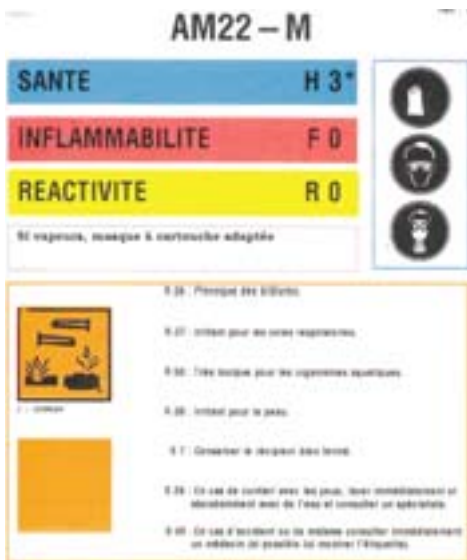 AM22 – M
SANTE H 3*
INFLAMMABILITE F 0
REACTIVITE R 0
Si vapeurs, masque à cartouche adaptée
Provoque des brûlures.
R 37 : Irritant pour les voies respiratoires.
R 50 : Très toxique pour les organismes aquatiques.
R 38 : Irritant pour la peau.
S 7 : Conserver le récipient bien fermé.
S 26 : En cas de contact avec les yeux, laver immédiatement et
abondamment avec de l'eau et consulter un spécialiste.
S 45 : En cas d'accident ou de malaise consulter immédiatement
un médecin (si possible lui montrer l'étiquette).